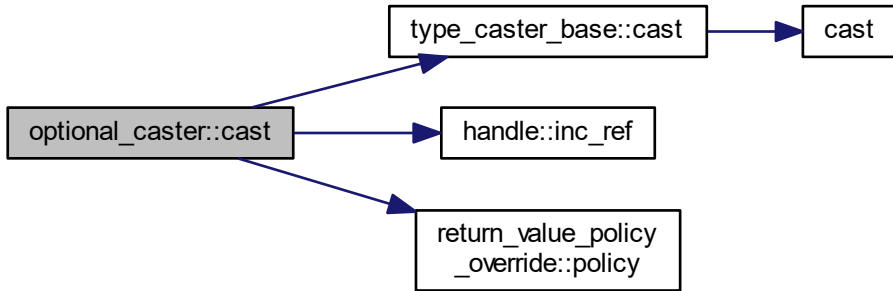 type_caster_base::cast
cast
optional_caster::cast
handle::inc_ref
return_value_policy
_override::policy